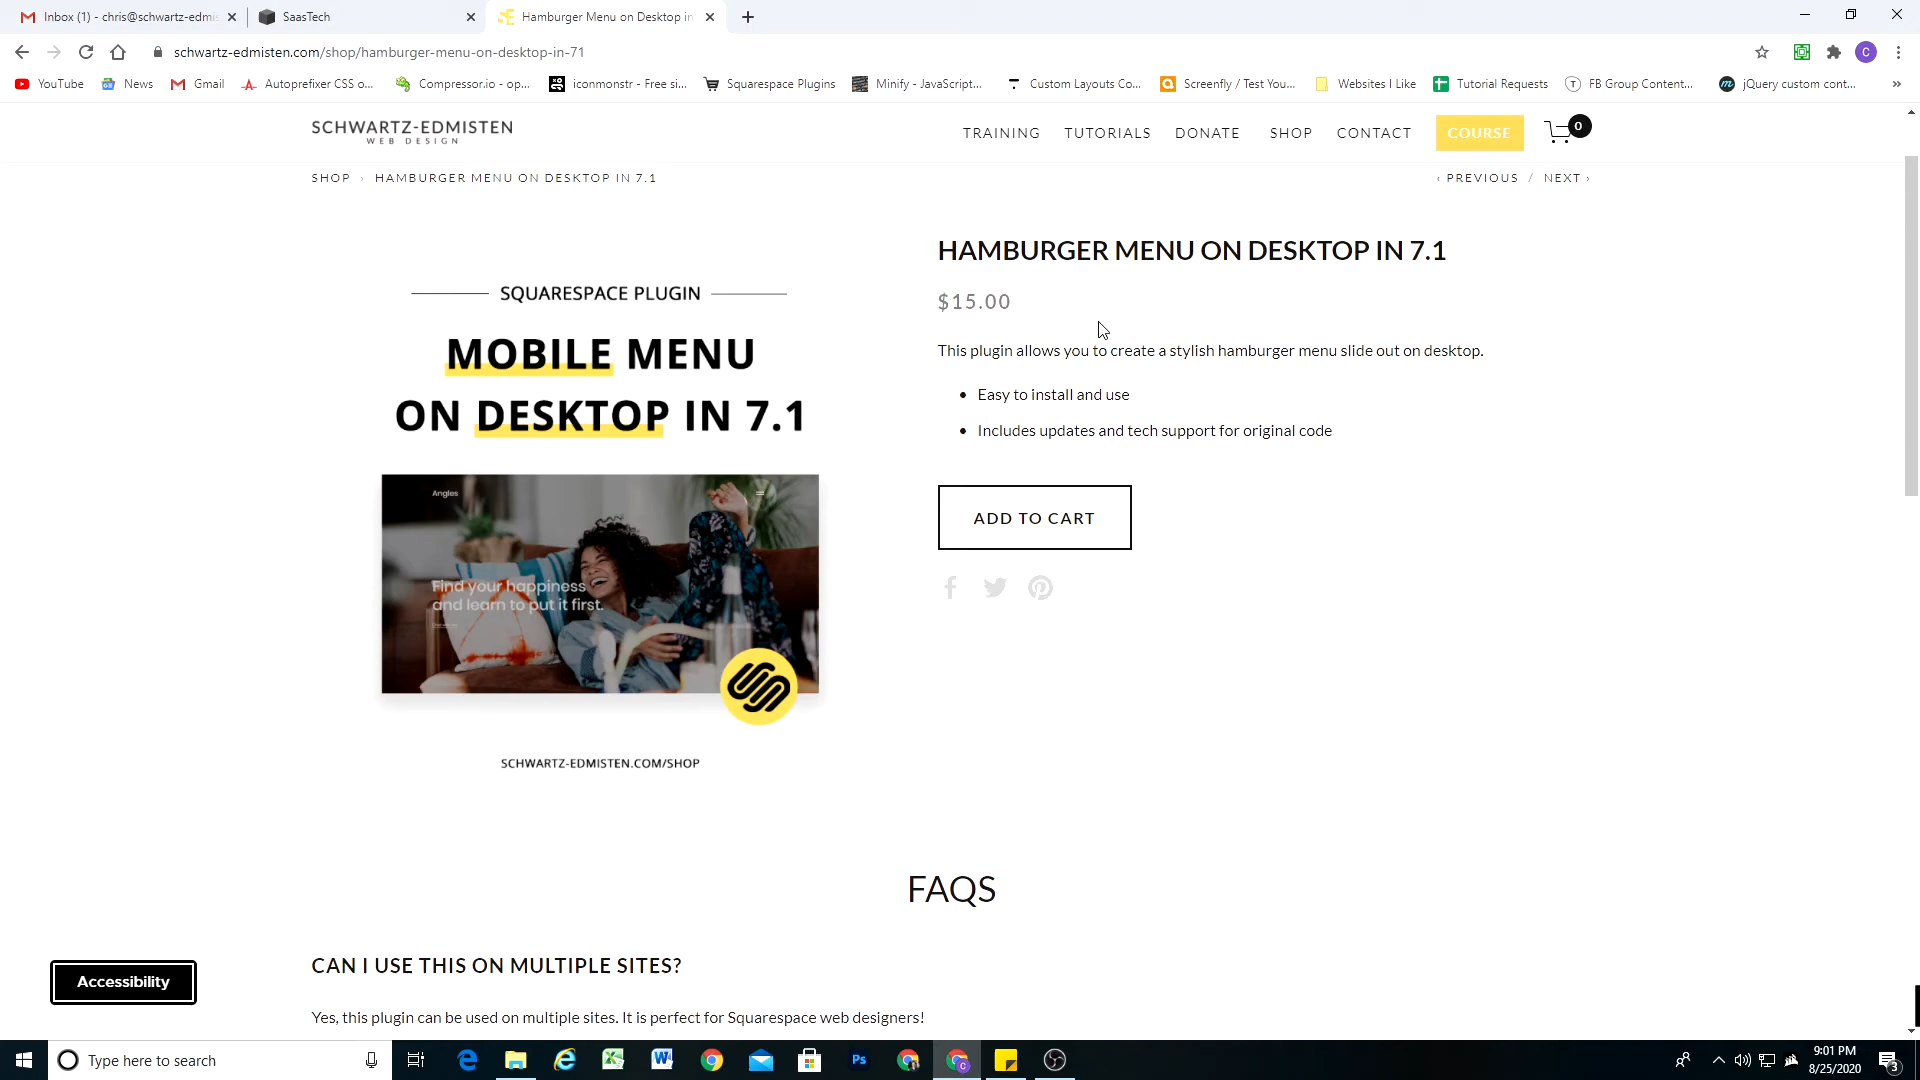 Inbox (1) - chris@schwartz-edmis
SaasTech
Hamburger Menu on Desktop in
schwartz-edmisten.com/shop/hamburger-menu-on-desktop-in-71
C
YouTube
News
Gmail
Autoprefixer CSS o...
Compressor.io - op...
iconmonstr - Free si...
Squarespace Plugins
Minify - JavaScript...
Custom Layouts Co...
Screenfly / Test You...
Websites I Like
Tutorial Requests
FB Group Content...
jQuery custom cont...
»
SCHWARTZ-EDMISTEN
WEB DESIGN
TRAINING
TUTORIALS
DONATE
SHOP
CONTACT
COURSE
0
SHOP › HAMBURGER MENU ON DESKTOP IN 7.1
‹ PREVIOUS / NEXT ›
SQUARESPACE PLUGIN
MOBILE MENU
ON DESKTOP IN 7.1
Angles
Find your happiness
and learn to put it first.
SCHWARTZ-EDMISTEN.COM/SHOP
HAMBURGER MENU ON DESKTOP IN 7.1
$15.00
This plugin allows you to create a stylish hamburger menu slide out on desktop.
• Easy to install and use
• Includes updates and tech support for original code
ADD TO CART
FAQS
CAN I USE THIS ON MULTIPLE SITES?
Yes, this plugin can be used on multiple sites. It is perfect for Squarespace web designers!
Accessibility
Type here to search
Ps
9:01 PM
8/25/2020
3